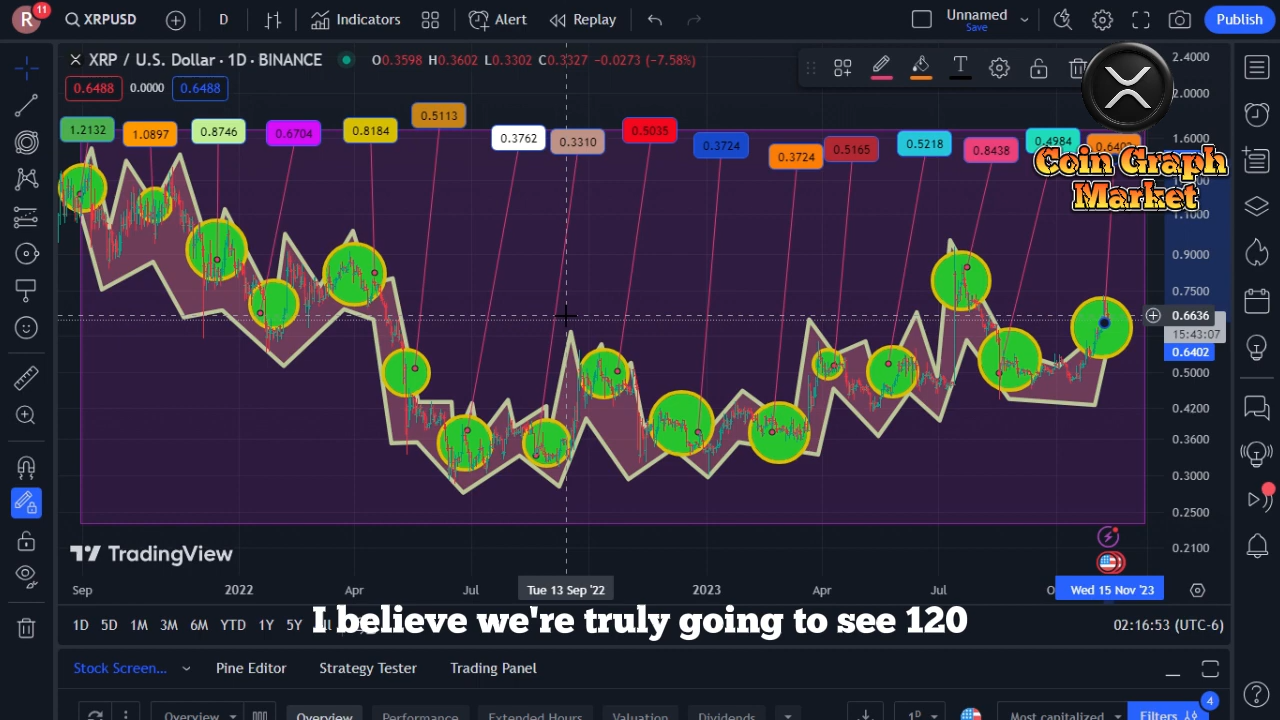 R 11 XRPUSD D Indicators Alert Replay Unnamed Save Publish
XRP / U.S. Dollar · 1D · BINANCE O0.3598 H0.3602 L0.3302 C0.3327 -0.0273 (-7.58%) T
0.6488 0.0000 0.6488
1.2132 1.0897 0.8746 0.6704 0.8184 0.5113 0.3762 0.3310 0.5035 0.3724 0.3724 0.5165 0.5218 0.8438 0.4984
Coin Graph
Market
2.4000
2.0000
1.6000
1.1000
0.9000
0.7500
0.6636
15:43:07
0.6402
0.5000
0.4200
0.3600
0.3000
0.2500
0.2100
TradingView
Sep 2022 Apr Jul Tue 13 Sep '22 2023 Apr Jul Wed 15 Nov '23
I believe we're truly going to see 120
1D 5D 1M 3M 6M YTD 1Y 5Y 02:16:53 (UTC-6)
Stock Screen... Pine Editor Strategy Tester Trading Panel
4
Overview Overview Performance Extended Hours Valuation Dividends 1D Most capitalized Filters